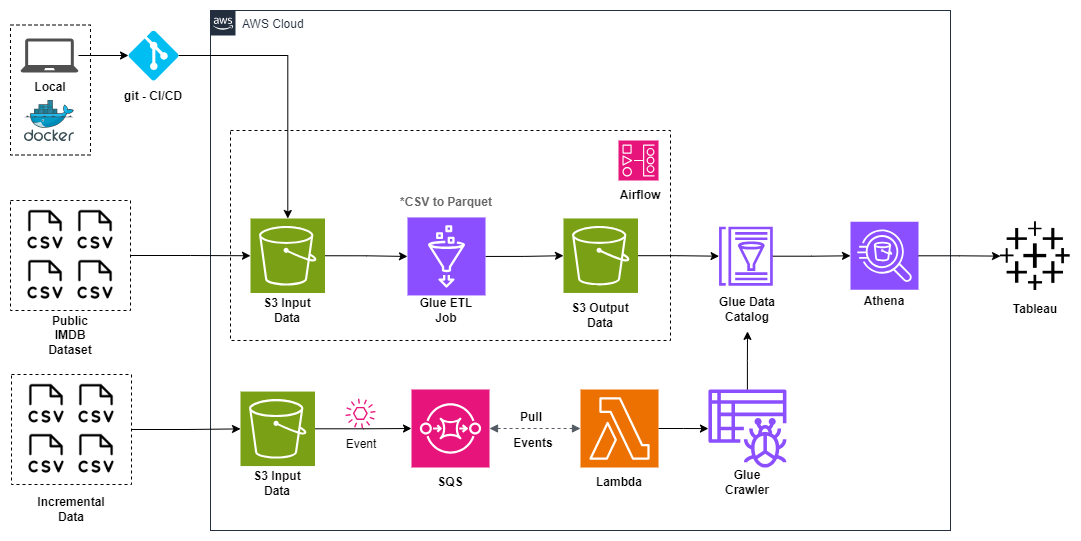 aws
AWS Cloud
Local
docker
git - CI/CD
Airflow
*CSV to Parquet
CSV
CSV
CSV
CSV
Public
IMDB
Dataset
S3 Input
Data
Glue ETL
Job
S3 Output
Data
Glue Data
Catalog
Athena
Tableau
CSV
CSV
CSV
CSV
Incremental
Data
S3 Input
Data
Event
SQS
Pull
Events
Lambda
Glue
Crawler